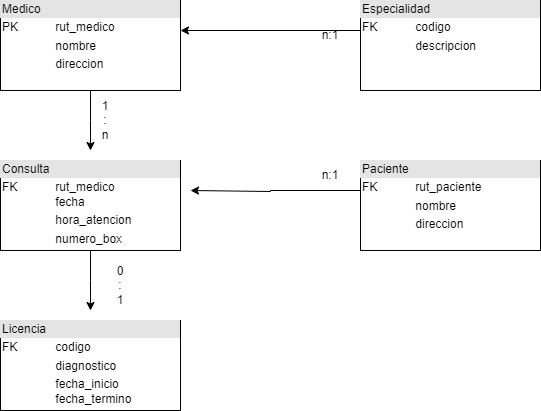 Medico
PK rut_medico
nombre
direccion
Especialidad
FK codigo
descripcion
n:1
1
:
n
Consulta
FK rut_medico
fecha
hora_atencion
numero_box
n:1
Paciente
FK rut_paciente
nombre
direccion
0
:
1
Licencia
FK codigo
diagnostico
fecha_inicio
fecha_termino